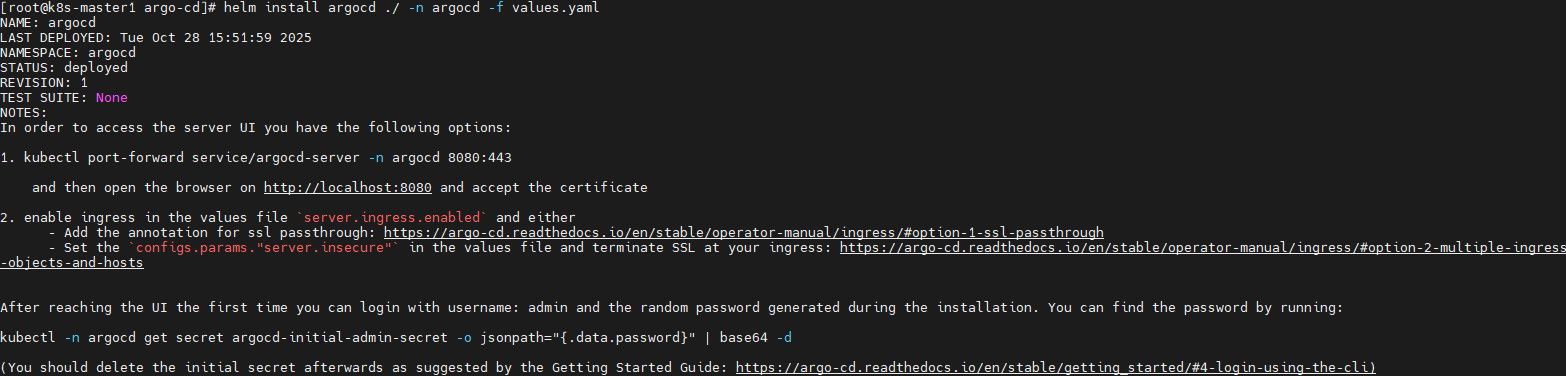 [root@k8s-master1 argo-cd]# helm install argocd ./ -n argocd -f values.yaml
NAME: argocd
LAST DEPLOYED: Tue Oct 28 15:51:59 2025
NAMESPACE: argocd
STATUS: deployed
REVISION: 1
TEST SUITE: None
NOTES:
In order to access the server UI you have the following options:
1. kubectl port-forward service/argocd-server -n argocd 8080:443
and then open the browser on http://localhost:8080 and accept the certificate
2. enable ingress in the values file `server.ingress.enabled` and either
- Add the annotation for ssl passthrough: https://argo-cd.readthedocs.io/en/stable/operator-manual/ingress/#option-1-ssl-passthrough
- Set the `configs.params."server.insecure"` in the values file and terminate SSL at your ingress: https://argo-cd.readthedocs.io/en/stable/operator-manual/ingress/#option-2-multiple-ingress
-objects-and-hosts
After reaching the UI the first time you can login with username: admin and the random password generated during the installation. You can find the password by running:
kubectl -n argocd get secret argocd-initial-admin-secret -o jsonpath="{.data.password}" | base64 -d
(You should delete the initial secret afterwards as suggested by the Getting Started Guide: https://argo-cd.readthedocs.io/en/stable/getting_started/#4-login-using-the-cli)